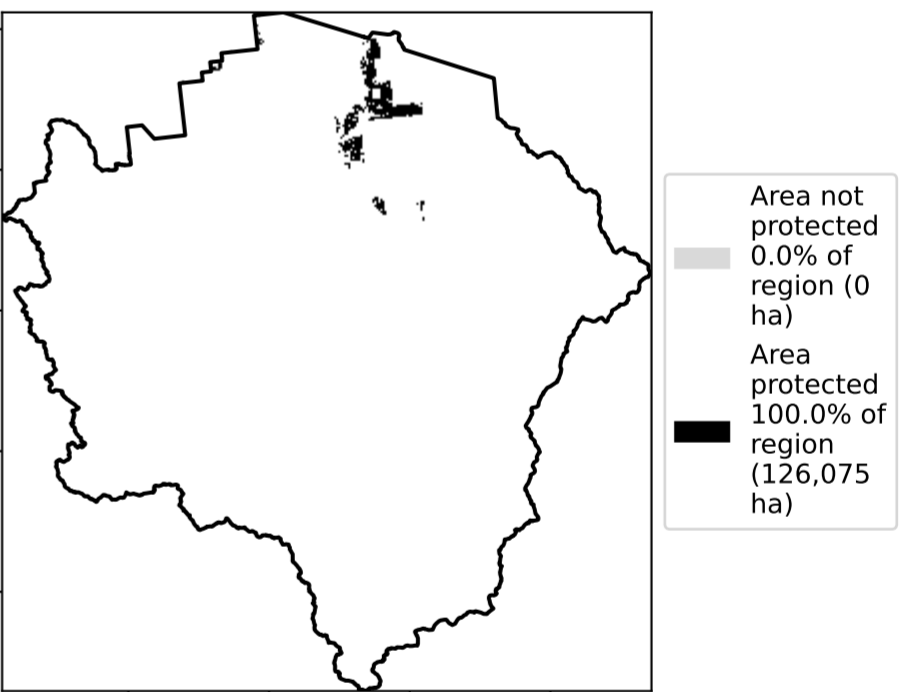 Area not
protected
0.0% of
region (0
ha)
Area
protected
100.0% of
region
(126,075
ha)